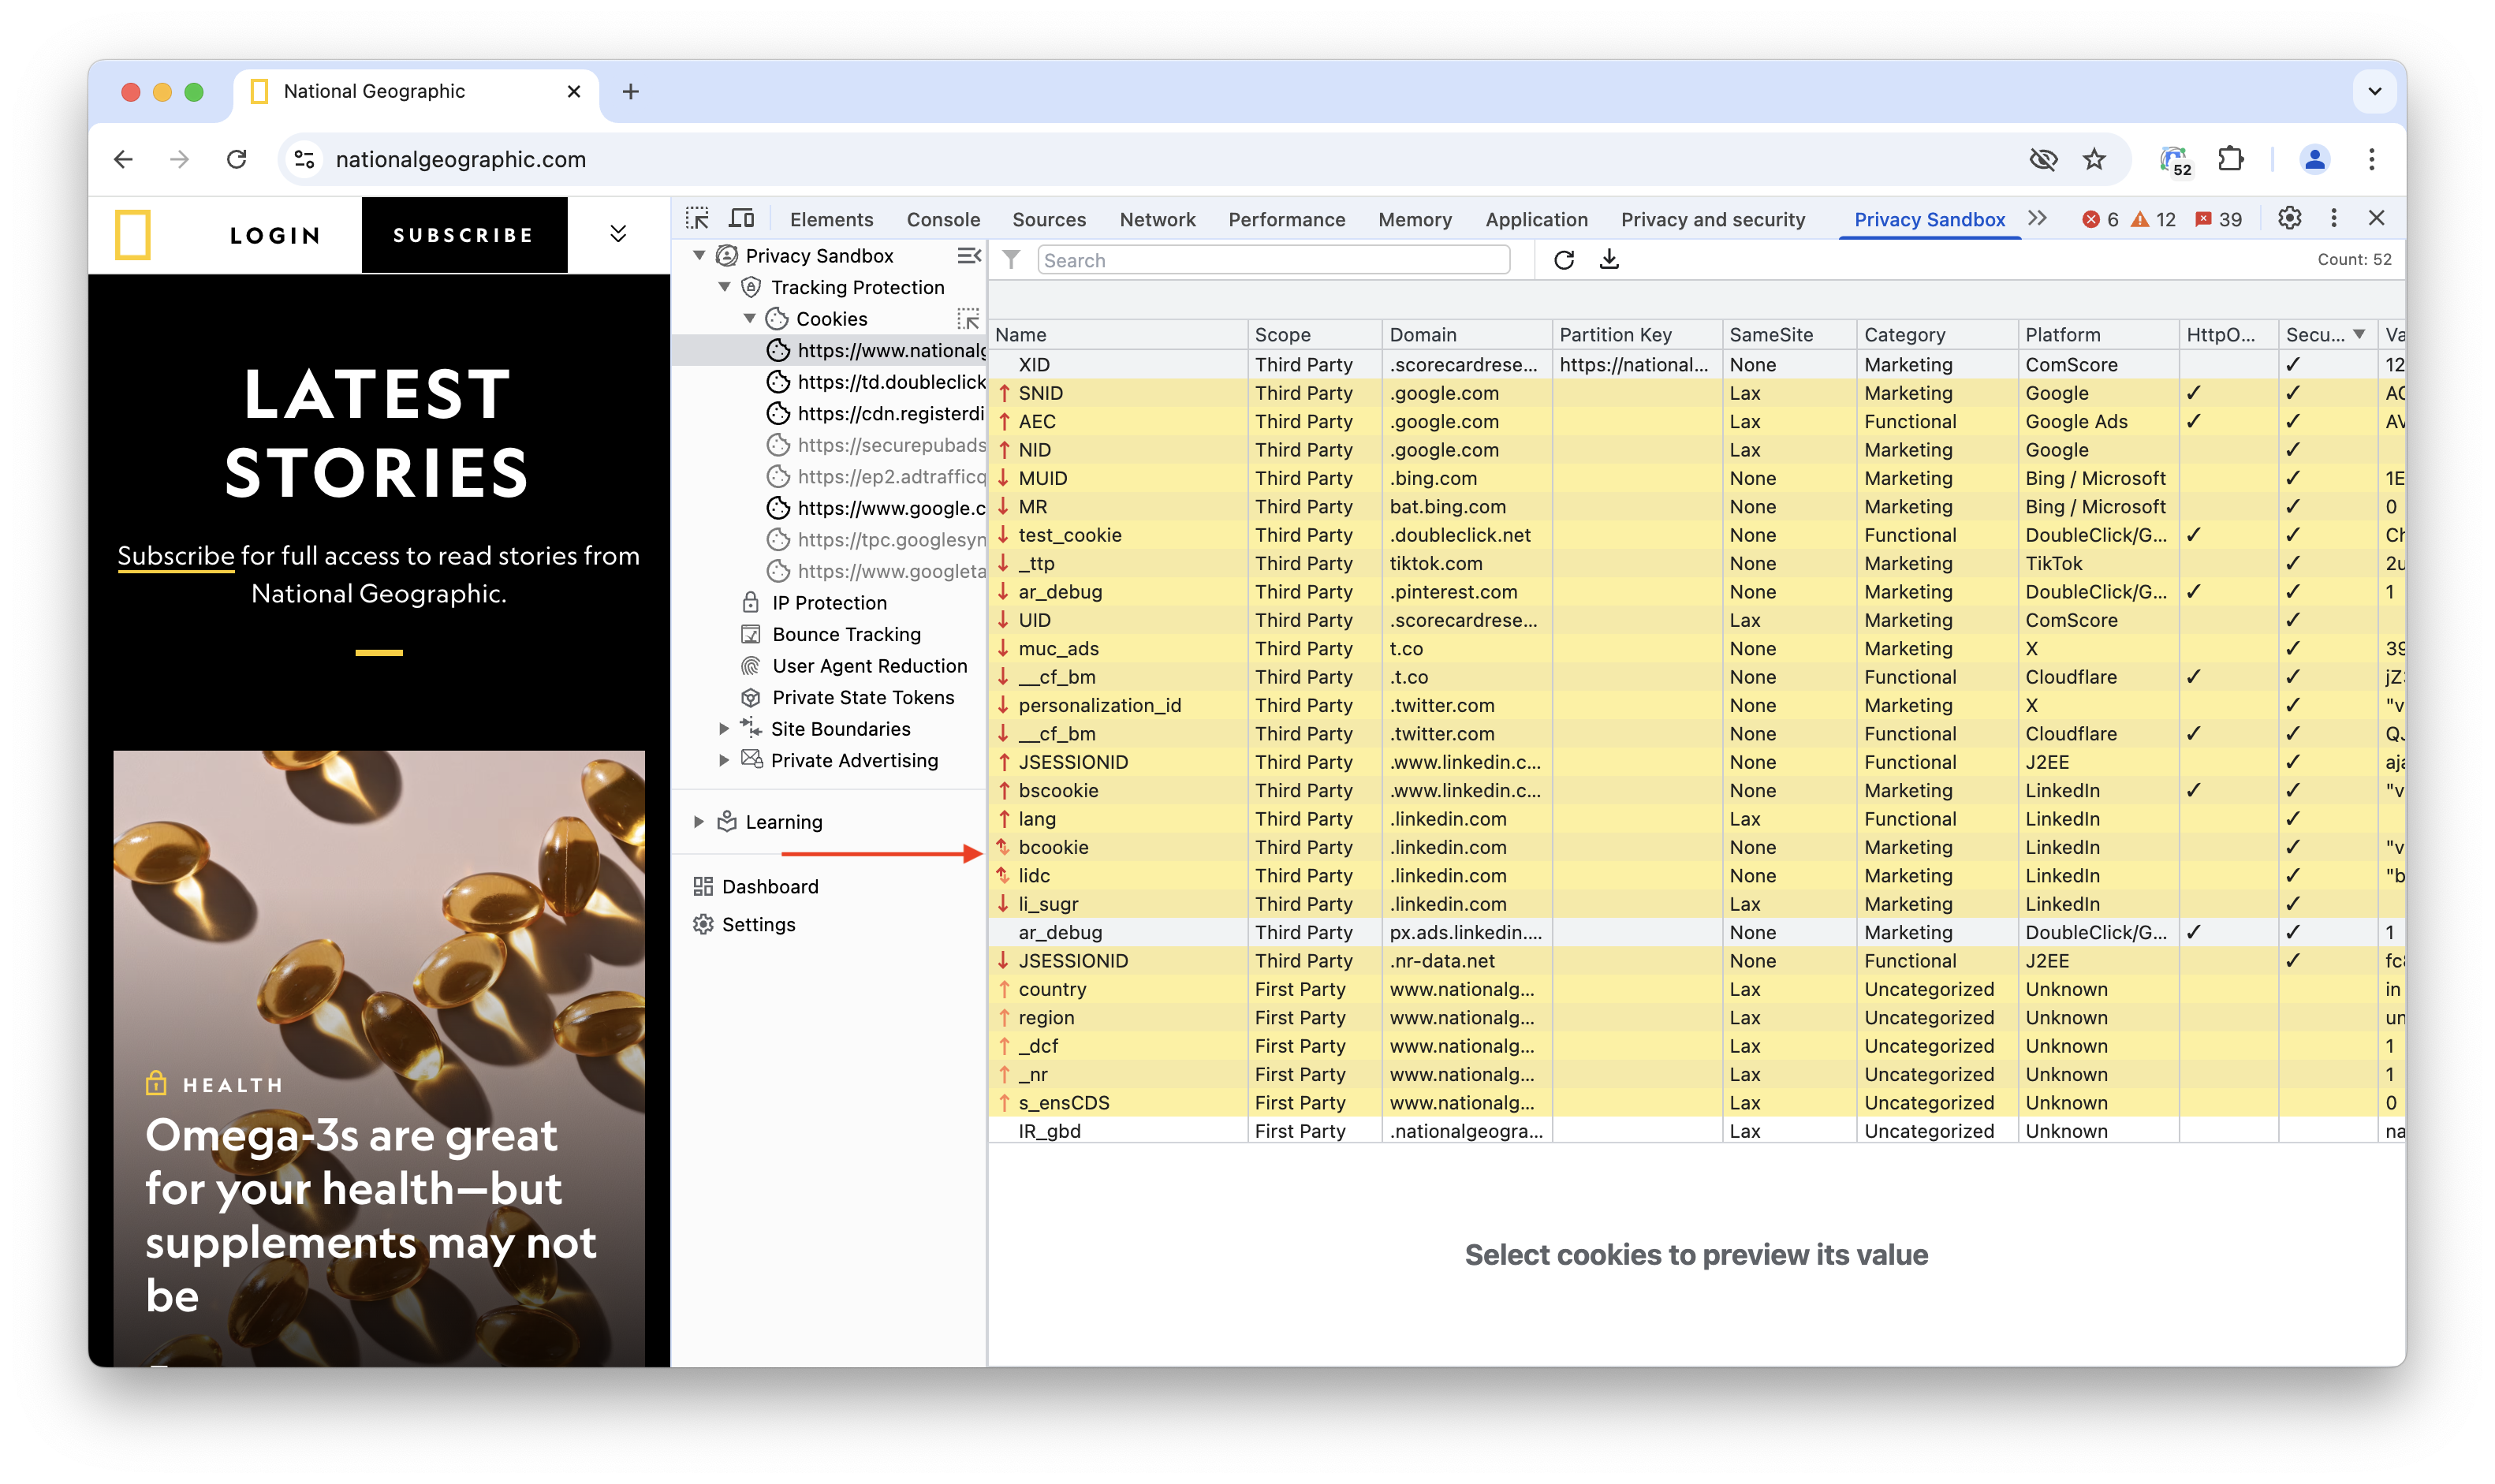 National Geographic
nationalgeographic.com
52
LOGIN
SUBSCRIBE
LATEST
STORIES
Subscribe for full access to read stories from
National Geographic.
HEALTH
Omega-3s are great
for your health—but
supplements may not
be
Elements Console Sources Network Performance Memory Application Privacy and security Privacy Sandbox 6 12 39
Privacy Sandbox
Tracking Protection
Cookies
https://www.national
https://td.doubleclick
https://cdn.registerdi
https://securepubads
https://ep2.adtraffic
https://www.google.c
https://tpc.googlesyn
https://www.googleta
IP Protection
Bounce Tracking
User Agent Reduction
Private State Tokens
Site Boundaries
Private Advertising
Learning
Dashboard
Settings
Search
Count: 52
Name Scope Domain Partition Key SameSite Category Platform HttpO... Secu... Va
XID Third Party .scorecardrese... https://national... None Marketing ComScore ✓ 12
↑ SNID Third Party .google.com Lax Marketing Google ✓ ✓
↑ AEC Third Party .google.com Lax Functional Google Ads ✓ ✓ AV
↑ NID Third Party .google.com Lax Marketing Google ✓
↓ MUID Third Party .bing.com None Marketing Bing / Microsoft ✓ 1E
↓ MR Third Party bat.bing.com None Marketing Bing / Microsoft ✓ 0
↓ test_cookie Third Party .doubleclick.net None Functional DoubleClick/G... ✓ ✓ Ch
↓ _ttp Third Party tiktok.com None Marketing TikTok ✓ 2u
↓ ar_debug Third Party .pinterest.com None Marketing DoubleClick/G... ✓ ✓ 1
↓ UID Third Party .scorecardrese... Lax Marketing ComScore ✓
↓ muc_ads Third Party t.co None Marketing X ✓ 39
↓ __cf_bm Third Party .t.co None Functional Cloudflare ✓ ✓ jZ
↓ personalization_id Third Party .twitter.com None Marketing X ✓ "v
↓ __cf_bm Third Party .twitter.com None Functional Cloudflare ✓ ✓
↑ JSESSIONID Third Party .www.linkedin.c... None Functional J2EE ✓ aj
↑ bscookie Third Party .www.linkedin.c... None Marketing LinkedIn ✓ ✓ "v
↑ lang Third Party .linkedin.com Lax Functional LinkedIn ✓
bcookie Third Party .linkedin.com None Marketing LinkedIn ✓ "v
lidc Third Party .linkedin.com None Marketing LinkedIn ✓ "b
↓ li_sugr Third Party .linkedin.com Lax Marketing LinkedIn ✓
ar_debug Third Party px.ads.linkedin.... None Marketing DoubleClick/G... ✓ ✓ 1
↓ JSESSIONID Third Party .nr-data.net None Functional J2EE ✓ fc
↑ country First Party www.nationalg... Lax Uncategorized Unknown in
↑ region First Party www.nationalg... Lax Uncategorized Unknown un
↑ _dcf First Party www.nationalg... Lax Uncategorized Unknown 1
↑ _nr First Party www.nationalg... Lax Uncategorized Unknown 1
↑ s_ensCDS First Party www.nationalg... Lax Uncategorized Unknown 0
IR_gbd First Party .nationalgeogra... Lax Uncategorized Unknown na
Select cookies to preview its value